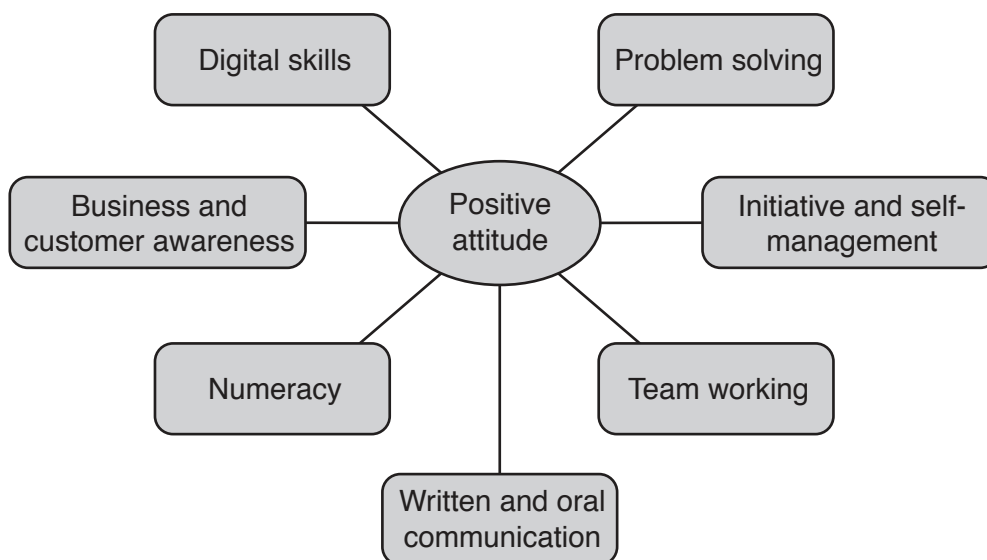 Digital skills
Problem solving
Business and
customer awareness
Positive
attitude
Initiative and self-
management
Numeracy
Team working
Written and oral
communication